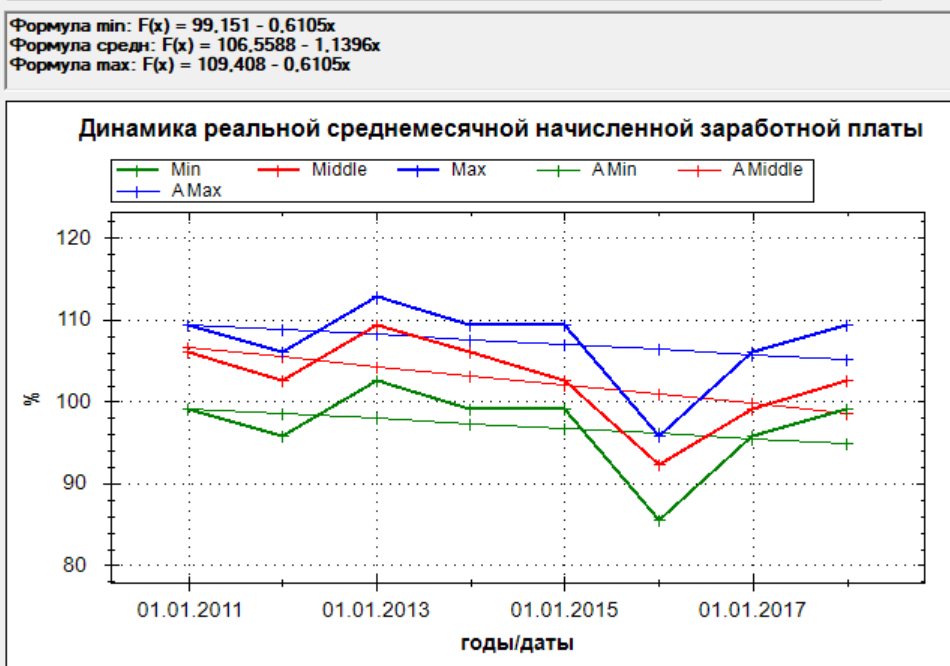 Формула min: F(x) = 99,151 - 0,6105x
Формула средн: F(x) = 106,5588 - 1,1396x
Формула max: F(x) = 109,408 - 0,6105x
Динамика реальной среднемесячной начисленной заработной платы
Min Middle Max A Min A Middle
A Max
120
110
100
90
80
%
01.01.2011 01.01.2013 01.01.2015 01.01.2017
годы/даты